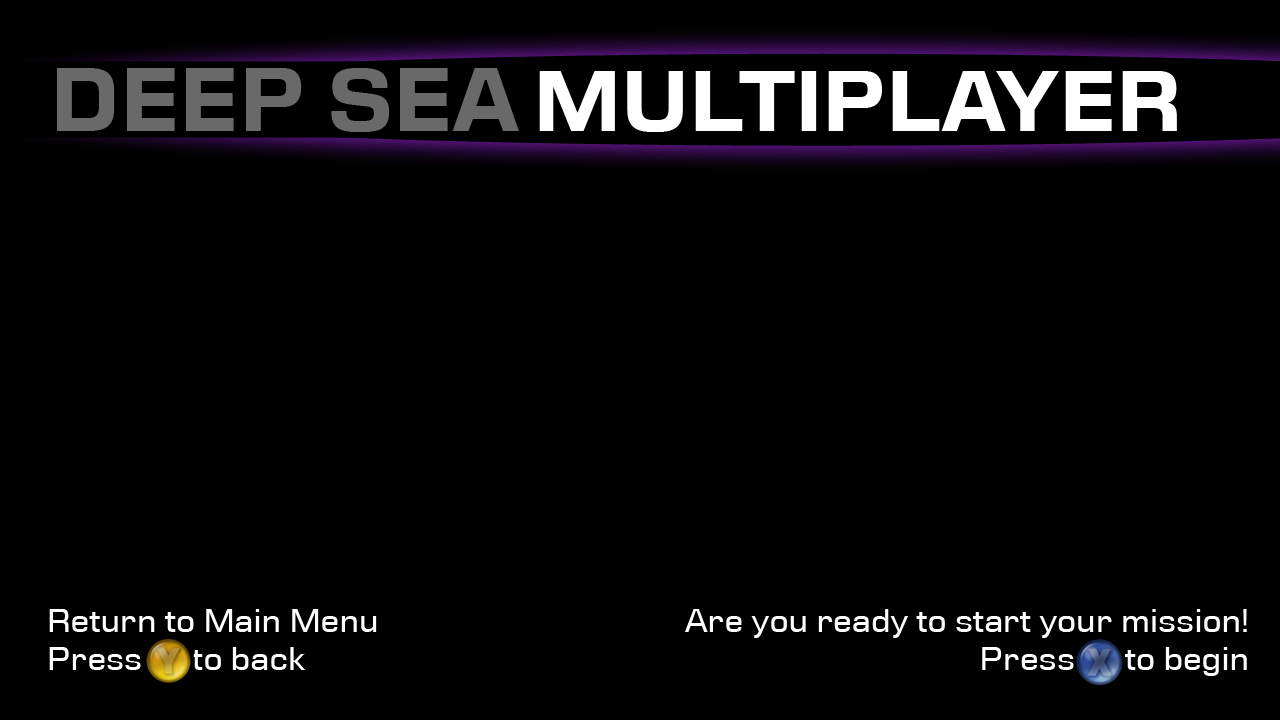 DEEP SEA MULTIPLAYER
Return to Main Menu
Press Y to back
Are you ready to start your mission!
Press X to begin